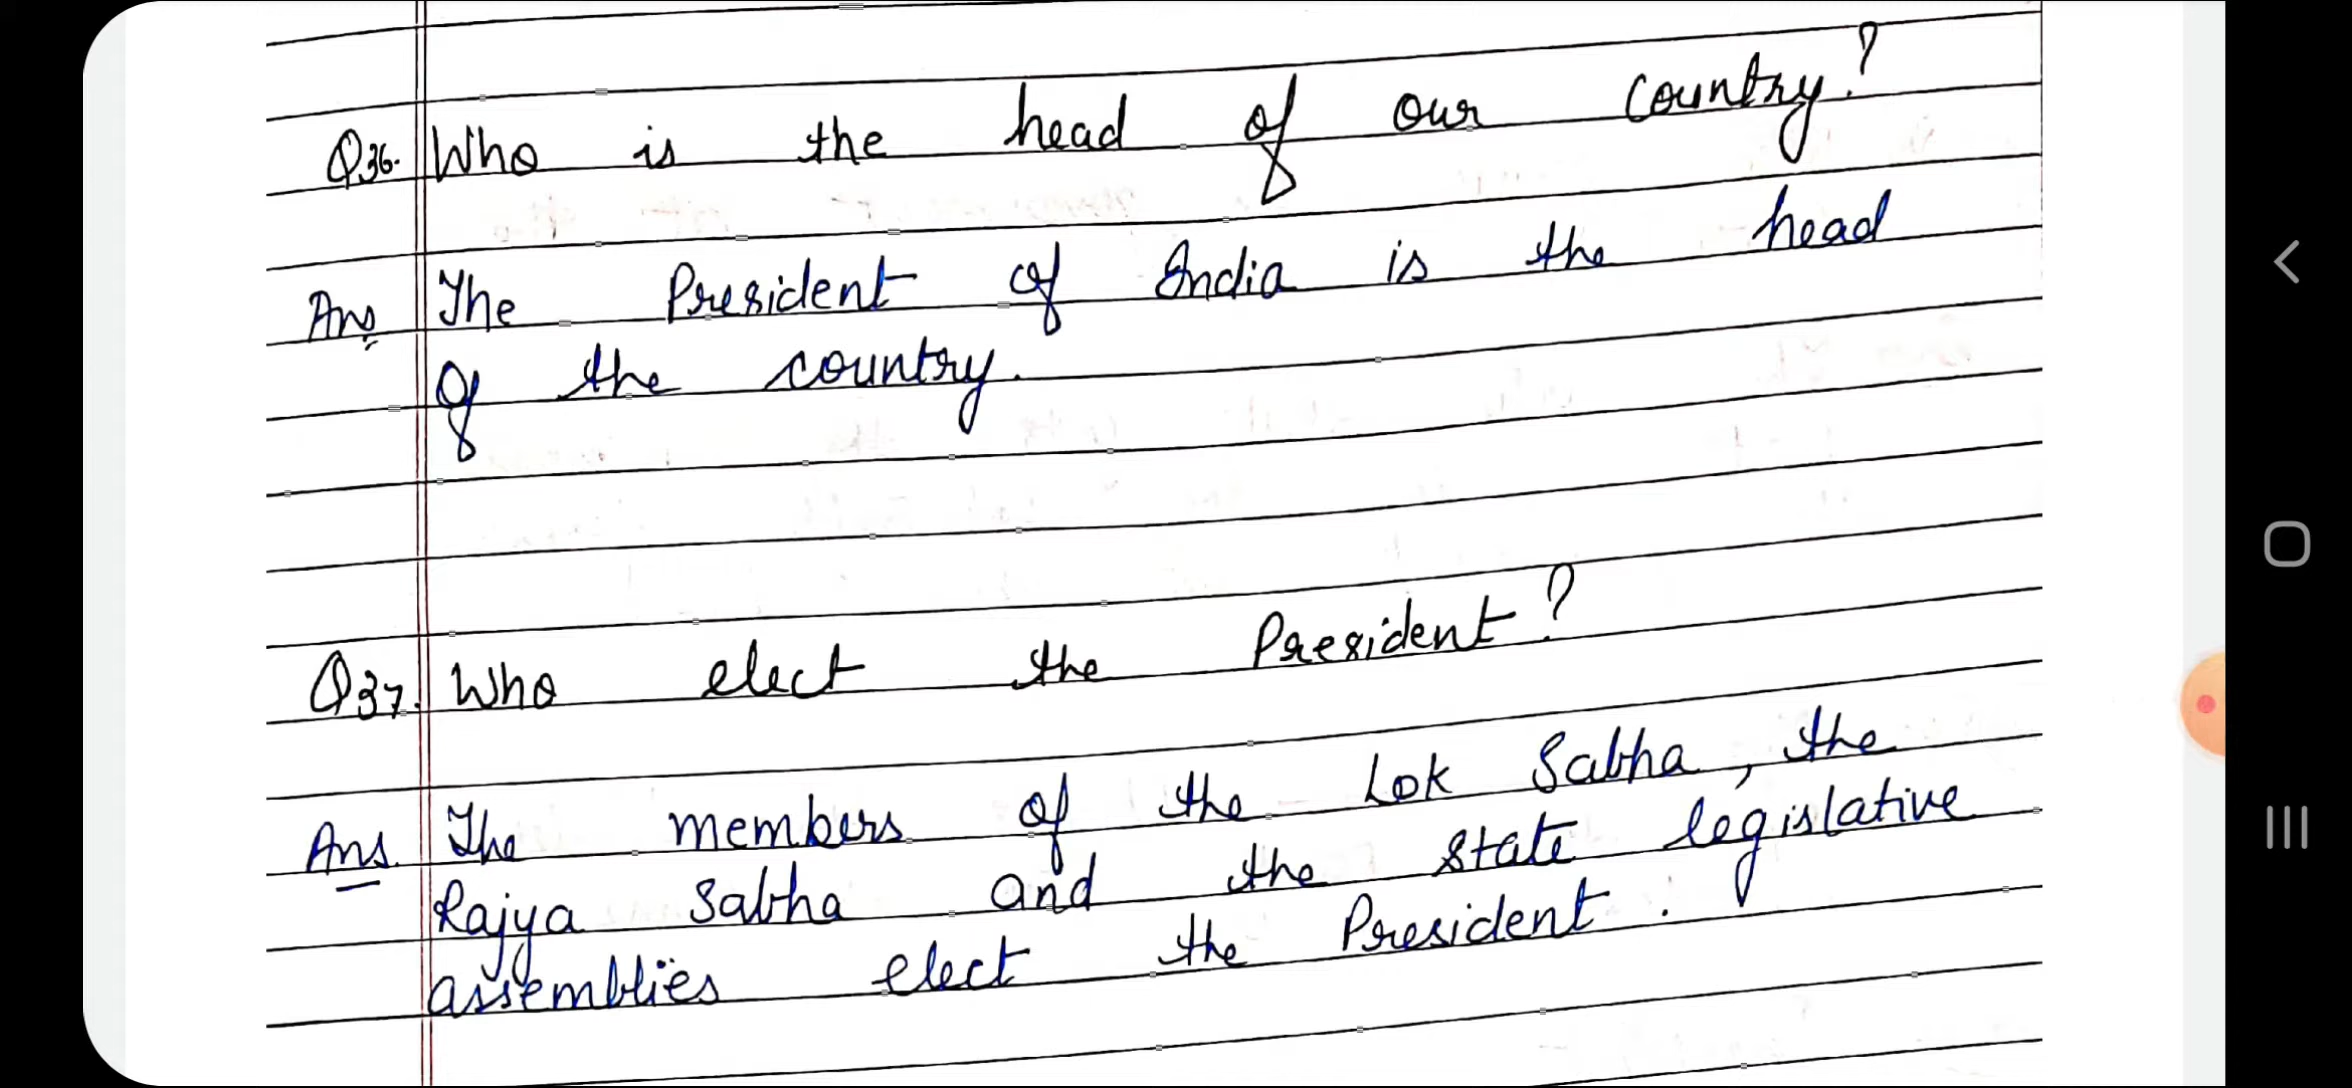 Q36. Who is the head of our country?
Ans The President of India is the head
of the country.
Q37. Who elect the President?
Ans. The members of the Lok Sabha, the
Rajya Sabha and the state legislative
assemblies elect the President.